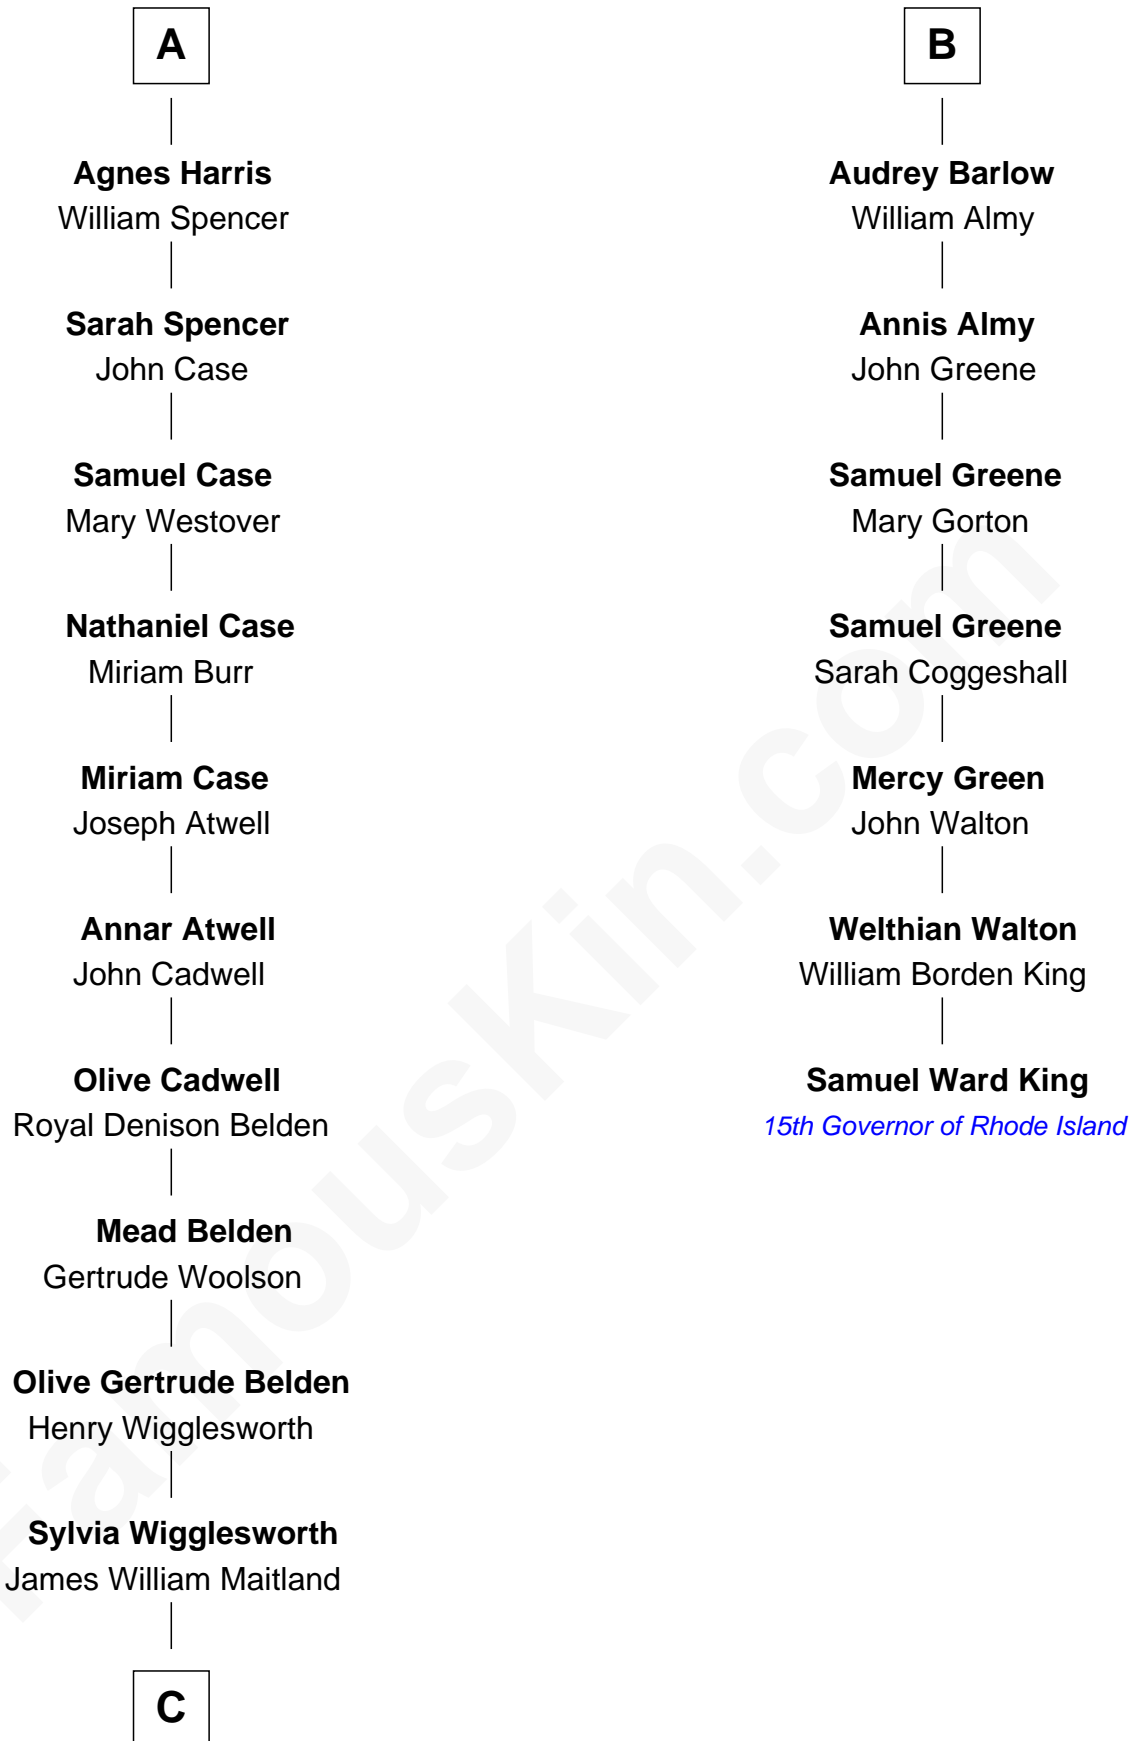 A
Agnes Harris
William Spencer
Sarah Spencer
John Case
Samuel Case
Mary Westover
Nathaniel Case
Miriam Burr
Miriam Case
Joseph Atwell
Annar Atwell
John Cadwell
Olive Cadwell
Royal Denison Belden
Mead Belden
Gertrude Woolson
Olive Gertrude Belden
Henry Wigglesworth
Sylvia Wigglesworth
James William Maitland
C
B
Audrey Barlow
William Almy
Annis Almy
John Greene
Samuel Greene
Mary Gorton
Samuel Greene
Sarah Coggeshall
Mercy Green
John Walton
Welthian Walton
William Borden King
Samuel Ward King
15th Governor of Rhode Island
FamousKin.com